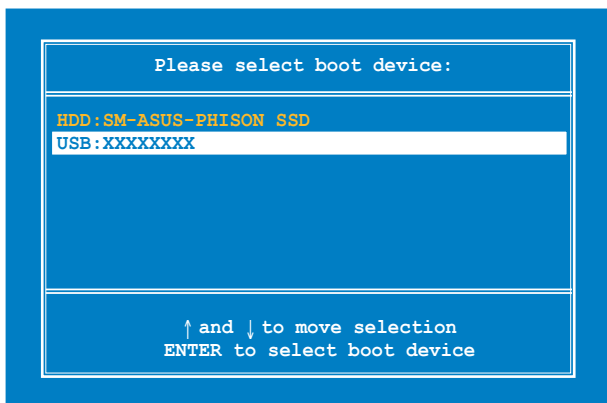 Please select boot device:
HDD:SM-ASUS-PHISON SSD
USB:XXXXXXXX
↑ and ↓ to move selection
ENTER to select boot device